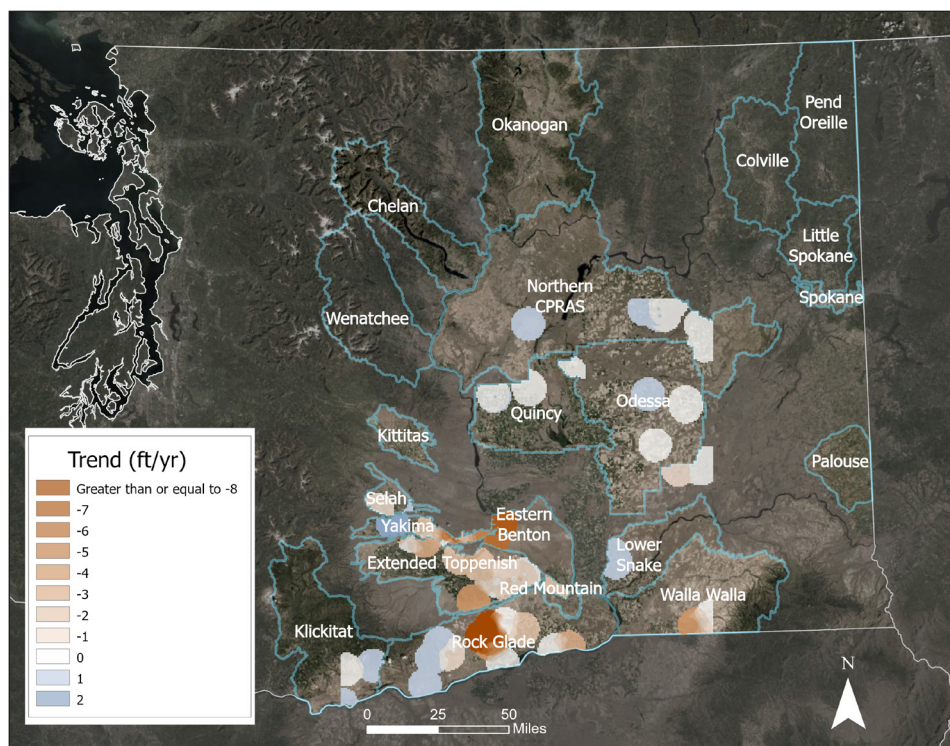 Okanogan
Pend
Oreille
Colville
Chelan
Little
Spokane
Spokane
Northern
CPRAS
Wenatchee
Quincy
Odessa
Kittitas
Palouse
Selah
Yakima
Eastern
Benton
Extended Toppenish
Lower
Snake
Red Mountain
Walla Walla
Klickitat
Rock Glade
Trend (ft/yr)
Greater than or equal to -8
-7
-6
-5
-4
-3
-2
-1
0
1
2
N
0 25 50
Miles